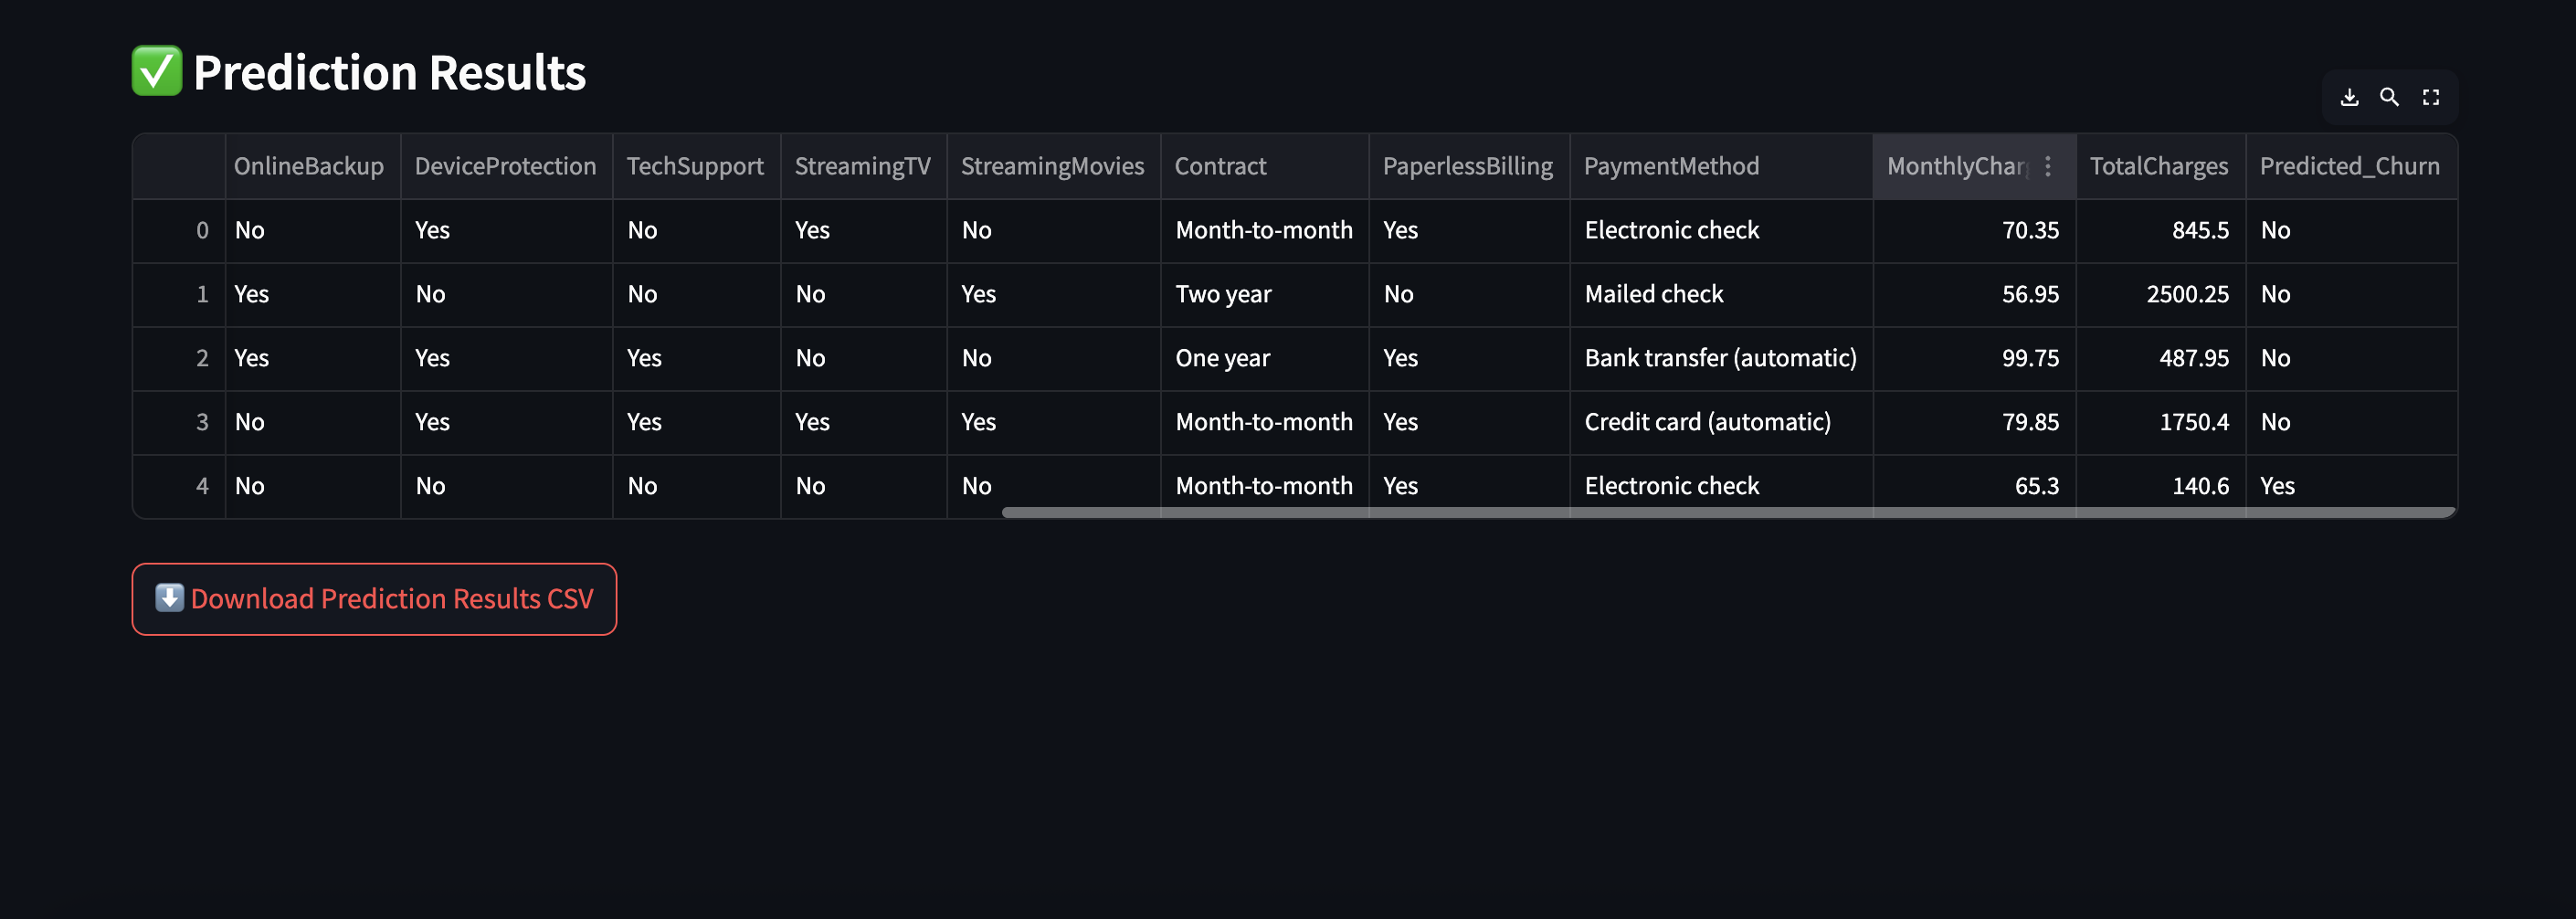 ✅ Prediction Results
OnlineBackup DeviceProtection TechSupport StreamingTV StreamingMovies Contract PaperlessBilling PaymentMethod MonthlyChar TotalCharges Predicted_Churn
0 No Yes No Yes No Month-to-month Yes Electronic check 70.35 845.5 No
1 Yes No No No Yes Two year No Mailed check 56.95 2500.25 No
2 Yes Yes Yes No No One year Yes Bank transfer (automatic) 99.75 487.95 No
3 No Yes Yes Yes Yes Month-to-month Yes Credit card (automatic) 79.85 1750.4 No
4 No No No No No Month-to-month Yes Electronic check 65.3 140.6 Yes
⬇️ Download Prediction Results CSV